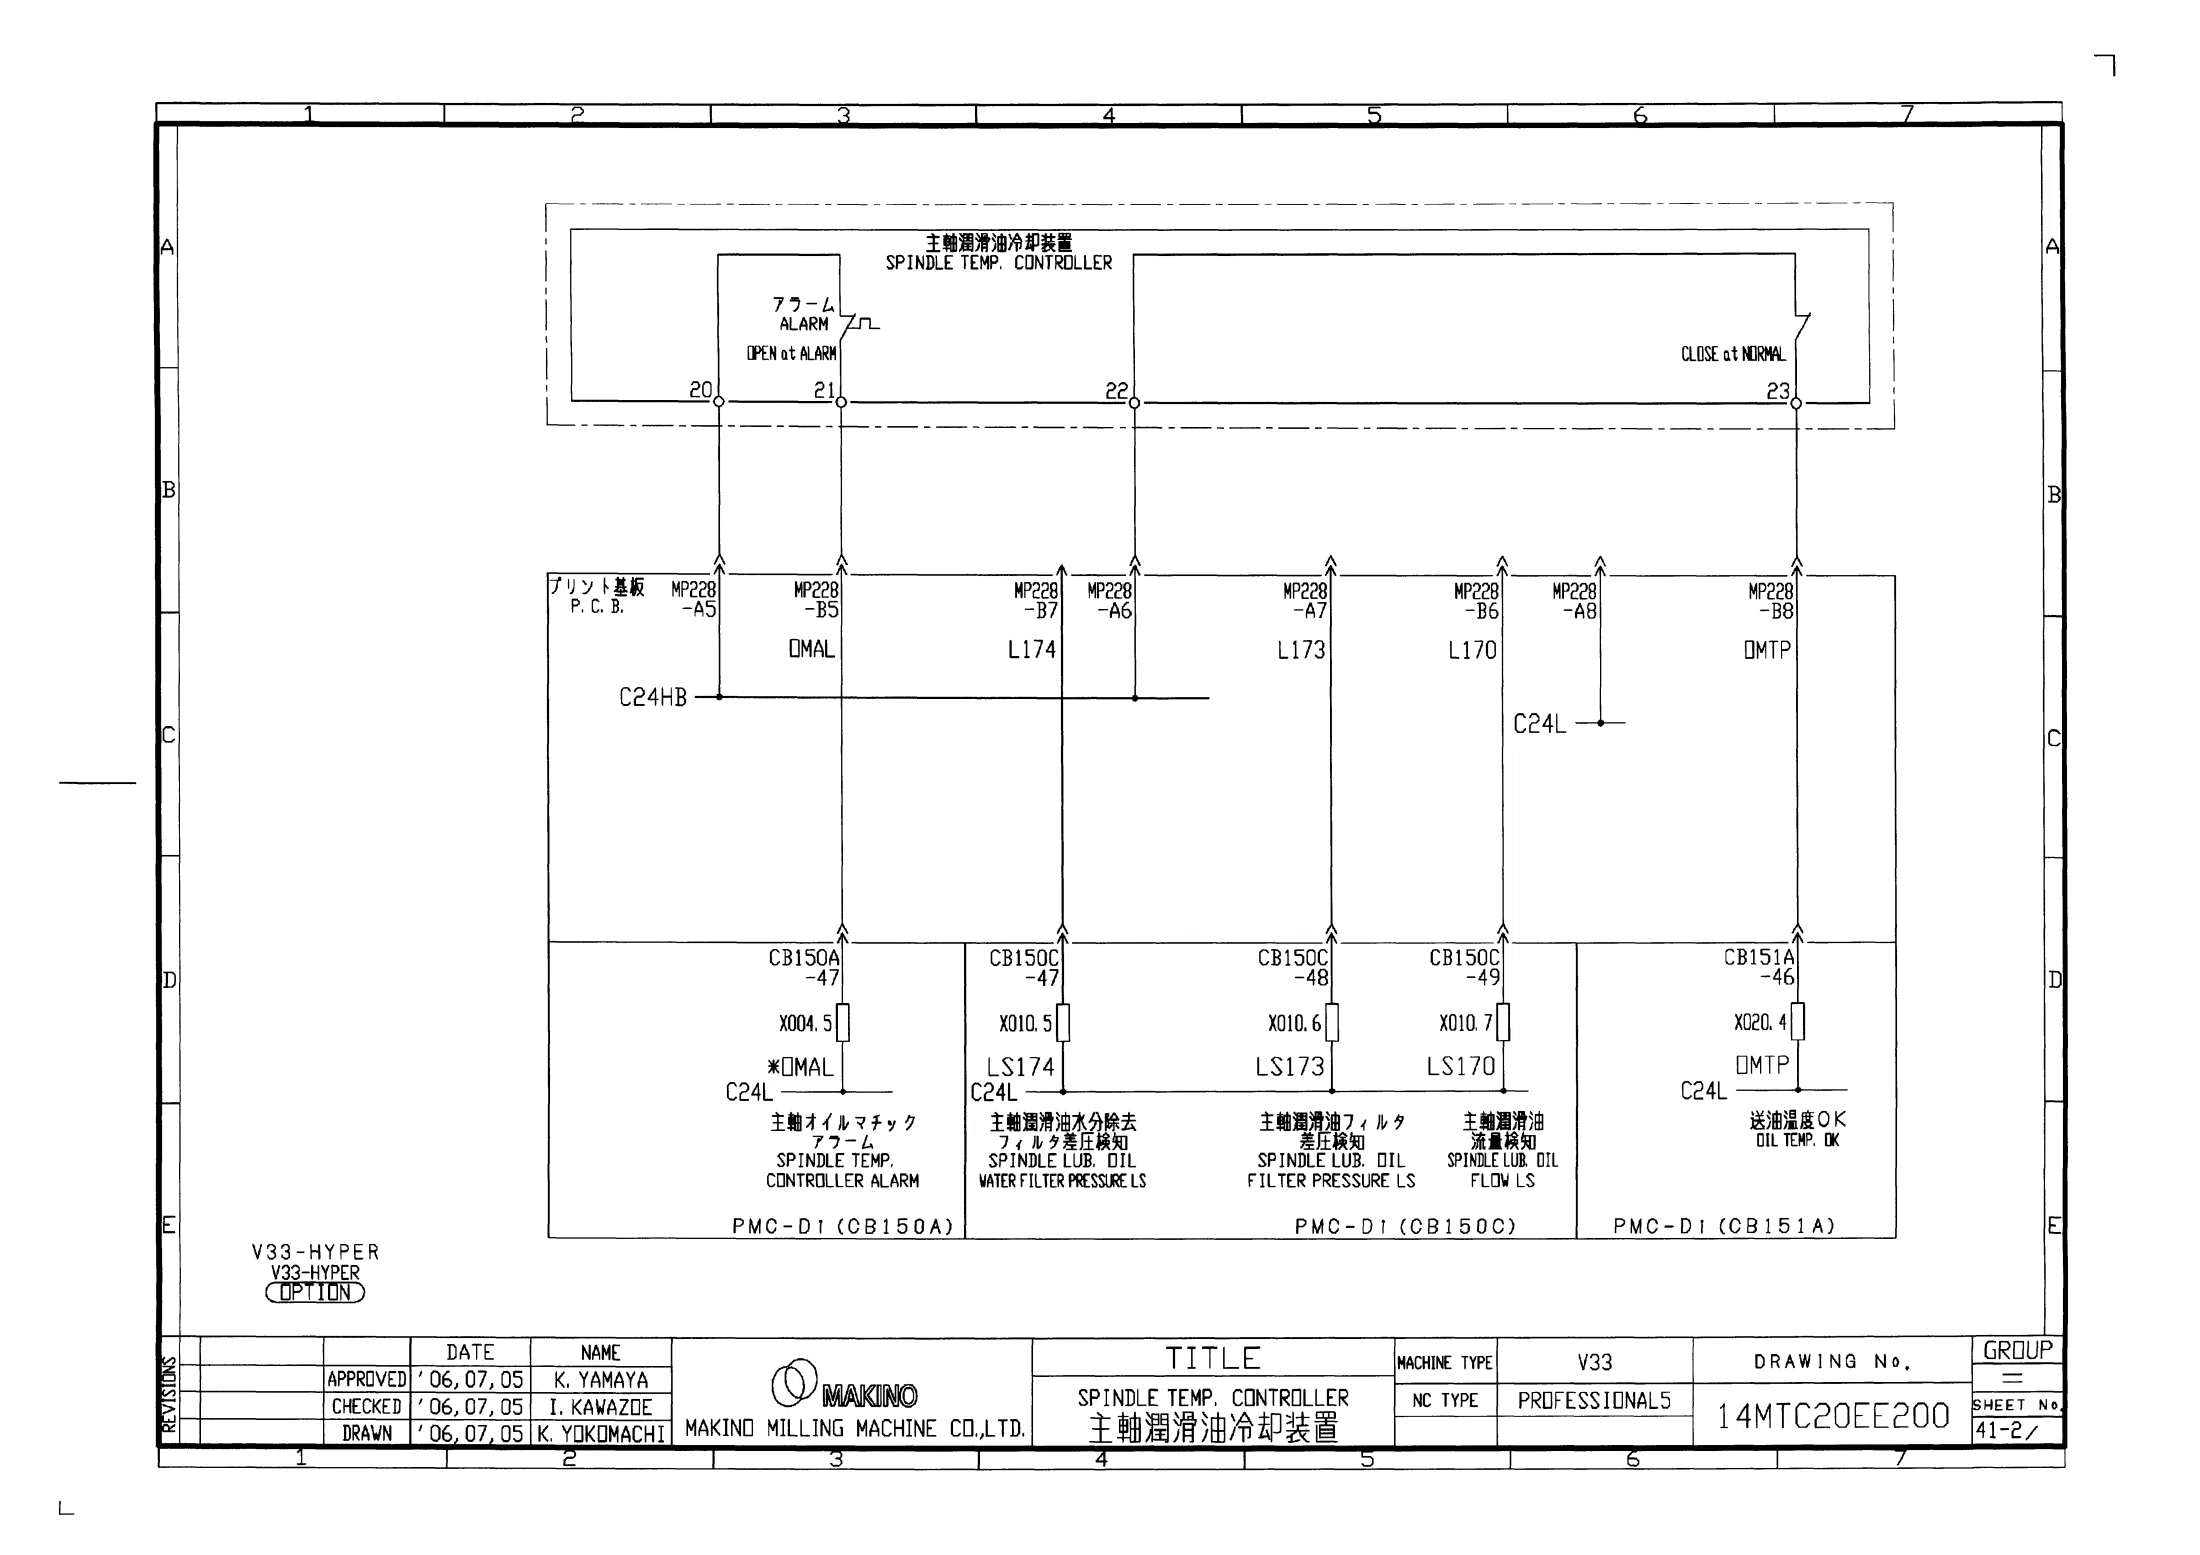 1 2 3 4 5 6 7
A A
主軸潤滑油冷却装置
SPINDLE TEMP. CONTROLLER
アラーム
ALARM
OPEN at ALARM
CLOSE at NORMAL
20 21 22 23
B B
プリント基板
P. C. B.
MP228
-A5
MP228
-B5
MP228
-B7
MP228
-A6
MP228
-A7
MP228
-B6
MP228
-A8
MP228
-B8
OMAL
L174
L173
L170
OMTP
C24HB
C24L
C C
D D
CB150A
-47
CB150C
-47
CB150C
-48
CB150C
-49
CB151A
-46
X004. 5
X010. 5
X010. 6
X010. 7
X020. 4
*OMAL
LS174
LS173
LS170
OMTP
C24L
C24L
C24L
主軸オイルマチック
アラーム
SPINDLE TEMP.
CONTROLLER ALARM
主軸潤滑油水分除去
フィルタ差圧検知
SPINDLE LUB. OIL
WATER FILTER PRESSURE LS
主軸潤滑油フィルタ
差圧検知
SPINDLE LUB. OIL
FILTER PRESSURE LS
主軸潤滑油
流量検知
SPINDLE LUB. OIL
FLOW LS
送油温度OK
OIL TEMP. OK
PMC-DI (CB150A)
PMC-DI (CB150C)
PMC-DI (CB151A)
E E
V33-HYPER
V33-HYPER
OPTION
REVISIONS
DATE NAME
APPROVED '06, 07, 05 K. YAMAYA
CHECKED '06, 07, 05 I. KAWAZOE
DRAWN '06, 07, 05 K. YOKOMACHI
MAKINO
MAKINO MILLING MACHINE CO.,LTD.
TITLE
SPINDLE TEMP. CONTROLLER
主軸潤滑油冷却装置
MACHINE TYPE V33
NC TYPE PROFESSIONAL5
DRAWING No.
14MTC20EE200
GROUP
=
SHEET No.
41-2/
1 2 3 4 5 6 7